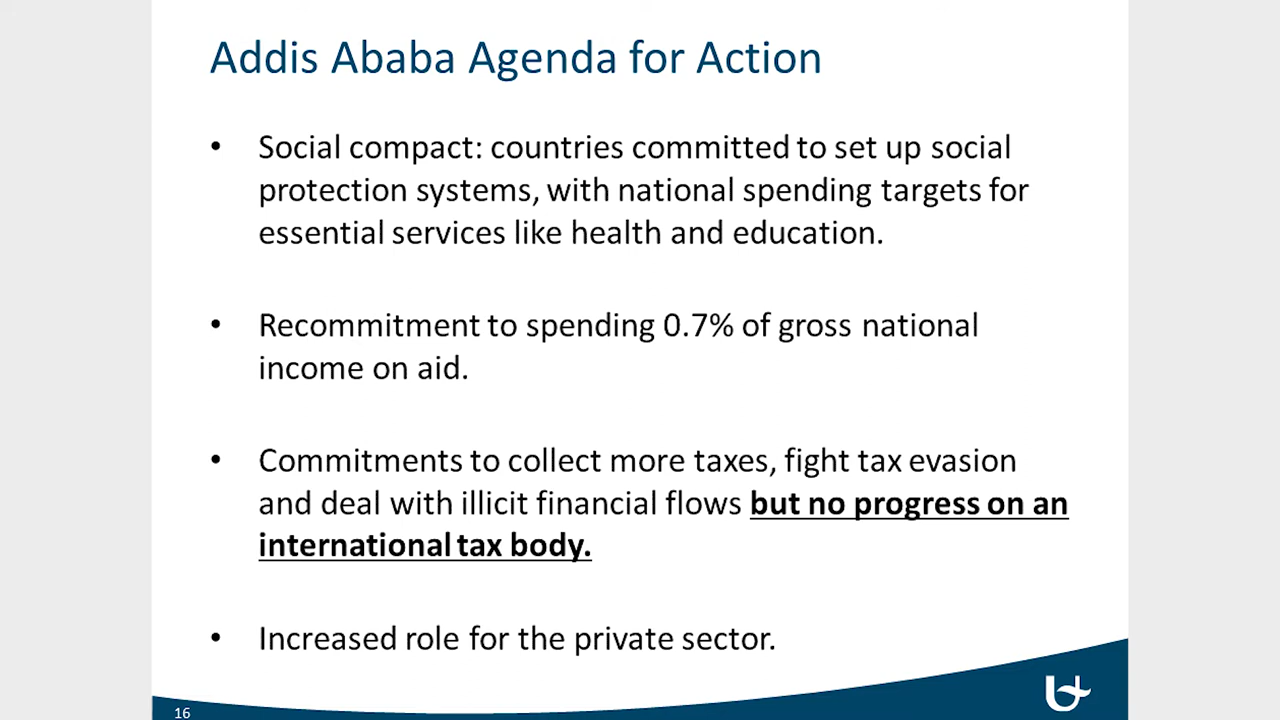 Addis Ababa Agenda for Action
• Social compact: countries committed to set up social
protection systems, with national spending targets for
essential services like health and education.
• Recommitment to spending 0.7% of gross national
income on aid.
• Commitments to collect more taxes, fight tax evasion
and deal with illicit financial flows but no progress on an
international tax body.
• Increased role for the private sector.
16